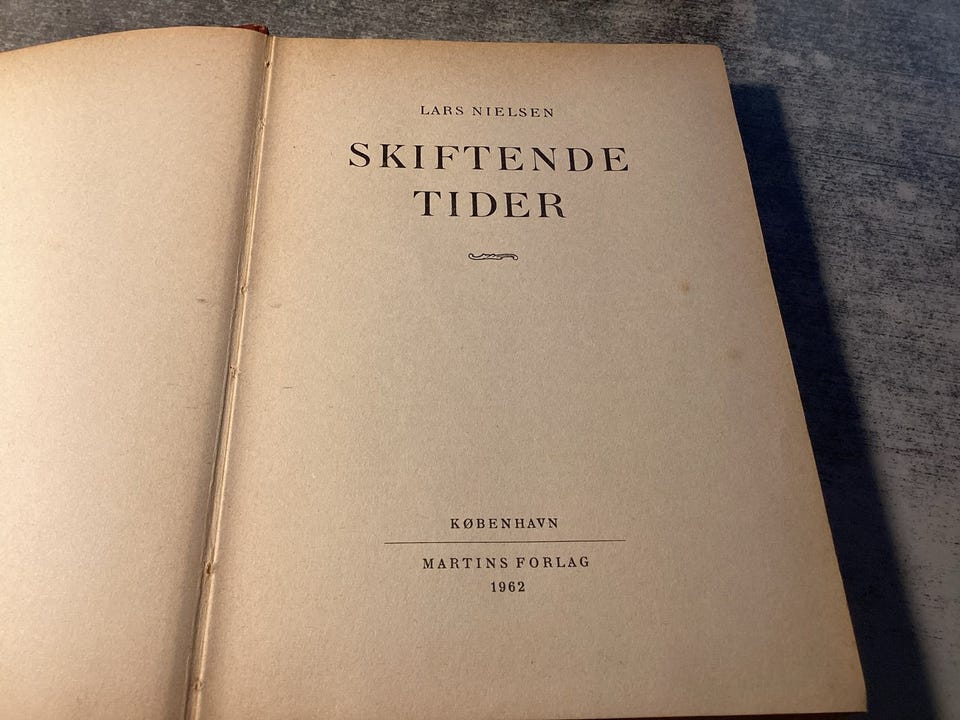 LARS NIELSEN
SKIFTENDE
TIDER
KØBENHAVN
MARTINS FORLAG
1962